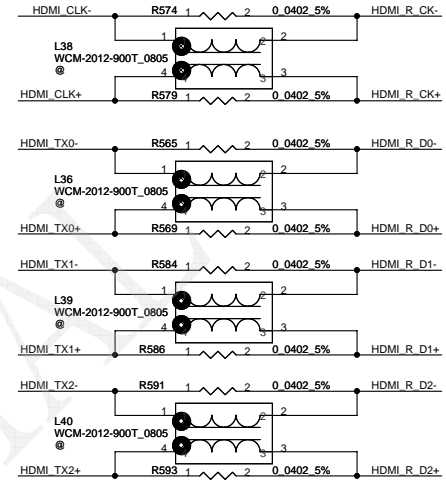 HDMI_CLK- R574 1 2 0_0402_5% HDMI_R_CK-
1 2
L38
WCM-2012-900T_0805
@
4 3
HDMI_CLK+ R579 1 2 0_0402_5% HDMI_R_CK+
HDMI_TX0- R565 1 2 0_0402_5% HDMI_R_D0-
1 2
L36
WCM-2012-900T_0805
@
4 3
HDMI_TX0+ R569 1 2 0_0402_5% HDMI_R_D0+
HDMI_TX1- R584 1 2 0_0402_5% HDMI_R_D1-
1 2
L39
WCM-2012-900T_0805
@
4 3
HDMI_TX1+ R586 1 2 0_0402_5% HDMI_R_D1+
HDMI_TX2- R591 1 2 0_0402_5% HDMI_R_D2-
1 2
L40
WCM-2012-900T_0805
@
4 3
HDMI_TX2+ R593 1 2 0_0402_5% HDMI_R_D2+